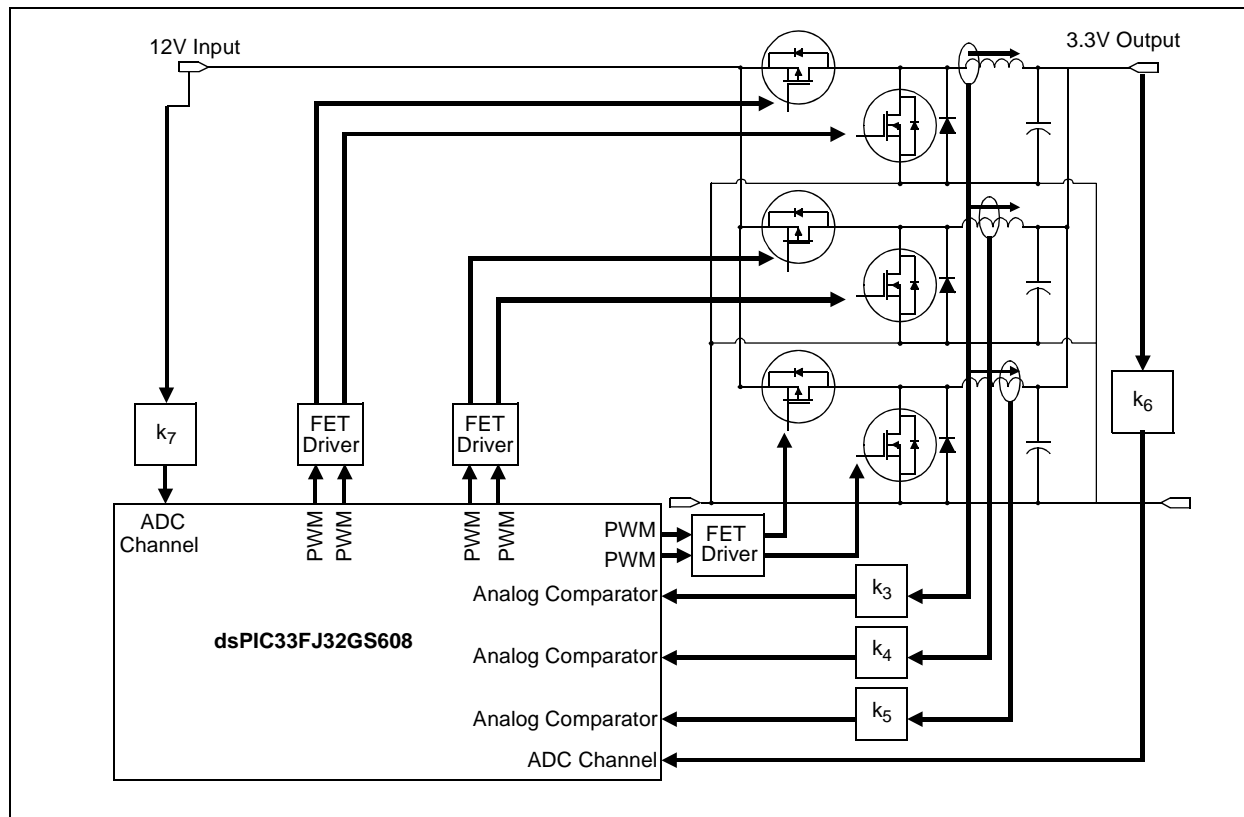 12V Input
3.3V Output
k7
FET
Driver
FET
Driver
k6
ADC
Channel
PWM
PWM
PWM
PWM
PWM
PWM
FET
Driver
Analog Comparator
k3
dsPIC33FJ32GS608
Analog Comparator
k4
Analog Comparator
k5
ADC Channel